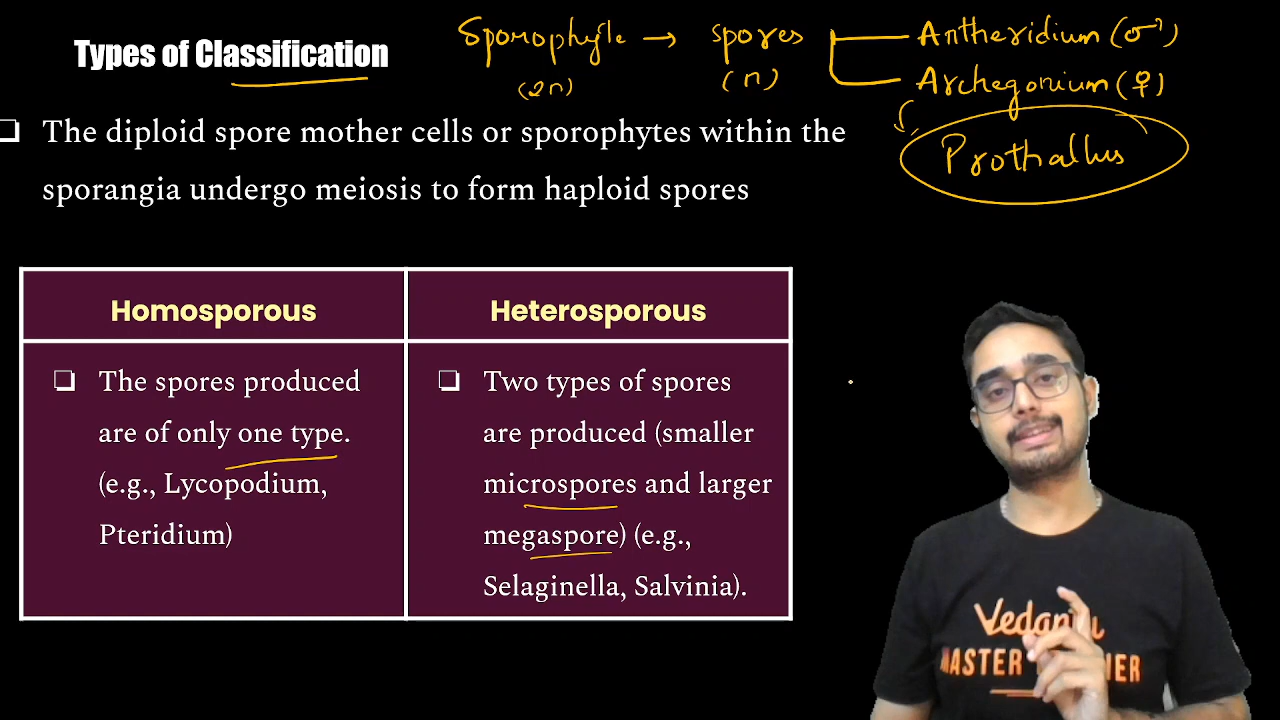 Types of Classification
Sporophyte → spores
Antheridium (♂)
(2n)
(n)
Archegonium (♀)
Prothallus
❑ The diploid spore mother cells or sporophytes within the
sporangia undergo meiosis to form haploid spores
Homosporous
❑ The spores produced
are of only one type.
(e.g., Lycopodium,
Pteridium)
Heterosporous
❑ Two types of spores
are produced (smaller
microspores and larger
megaspore) (e.g.,
Selaginella, Salvinia).
Vedantu
MASTER